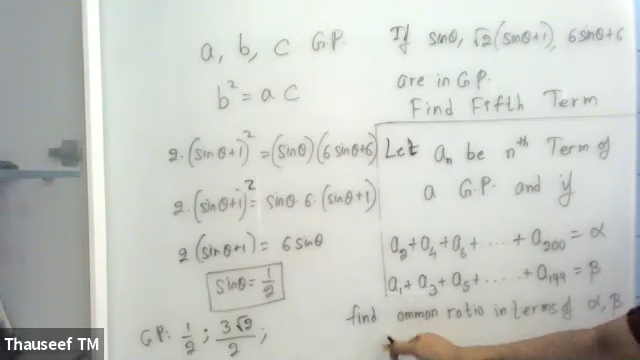 a, b, c G.P.
b² = a c
2·(sinθ+1)² = (sinθ)(6sinθ+6)
2·(sinθ+1)² = sinθ·6·(sinθ+1)
2(sinθ+1) = 6sinθ
sinθ = 1/2
G.P: 1/2 ; 3√2/2 ;
If sinθ, √2(sinθ+1), 6sinθ+6
are in G.P.
Find Fifth Term
Let aₙ be nᵗʰ Term of
a G.P. and if
a₂+a₄+a₆+.....+a₂₀₀ = α
a₁+a₃+a₅+.....+a₁₉₉ = β
find ommon ratio in terms of α, β
Thauseef TM